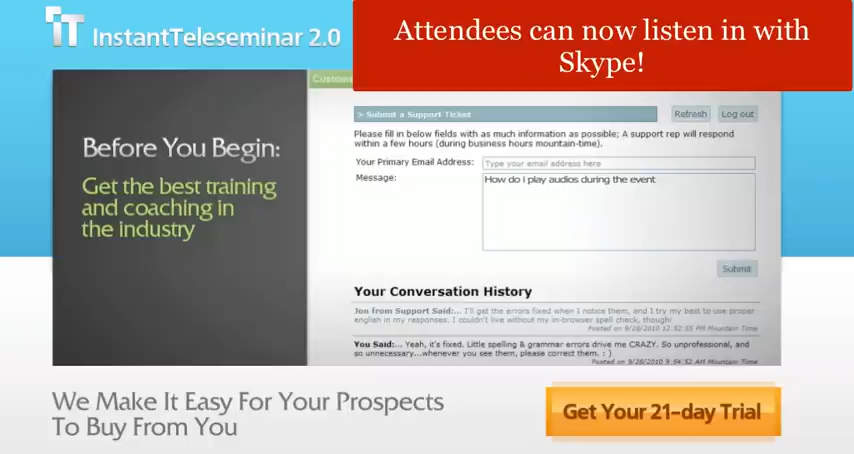 iT InstantTeleseminar 2.0
Attendees can now listen in with
Skype!
Before You Begin:
Get the best training
and coaching in
the industry
Custome
> Submit a Support Ticket
Refresh
Log out
Please fill in below fields with as much information as possible; A support rep will respond
within a few hours (during business hours mountain-time).
Your Primary Email Address:
Type your email address here
Message:
How do i play audios during the event
Submit
Your Conversation History
Jon from Support Said:... I'll get the errors fixed when I notice them, and I try my best to use proper
english in my responses. I couldn't live without my in-browser spell check, though!
Posted on 9/26/2010 12:52:55 PM Mountain Time
You Said:... Yeah, it's fixed. Little spelling & grammar errors drive me CRAZY. So unprofessional, and
so unnecessary...whenever you see them, please correct them. : )
Posted on 9/26/2010 9:54:52 AM Mountain Time
We Make It Easy For Your Prospects
To Buy From You
Get Your 21-day Trial